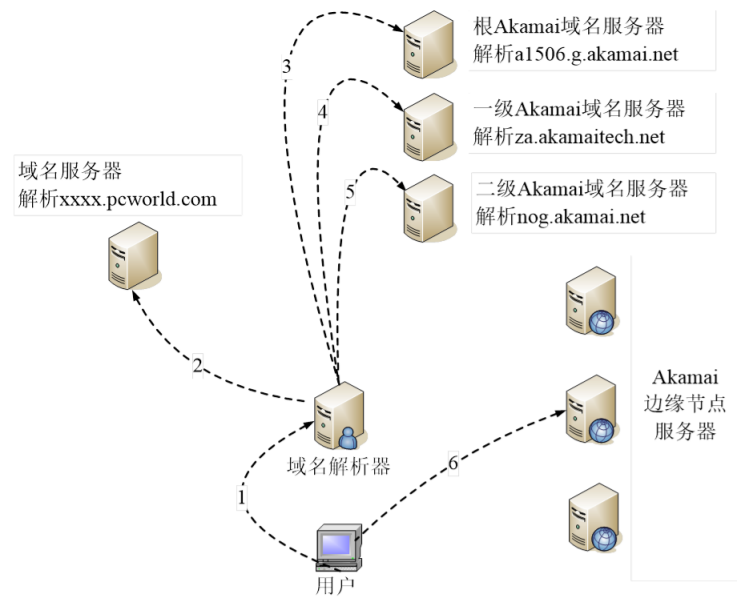 根Akamai域名服务器
解析a1506.g.akamai.net
3
4
一级Akamai域名服务器
解析za.akamaitech.net
域名服务器
解析xxxx.pcworld.com
5
二级Akamai域名服务器
解析nog.akamai.net
2
Akamai
边缘节点
服务器
域名解析器
6
1
用户